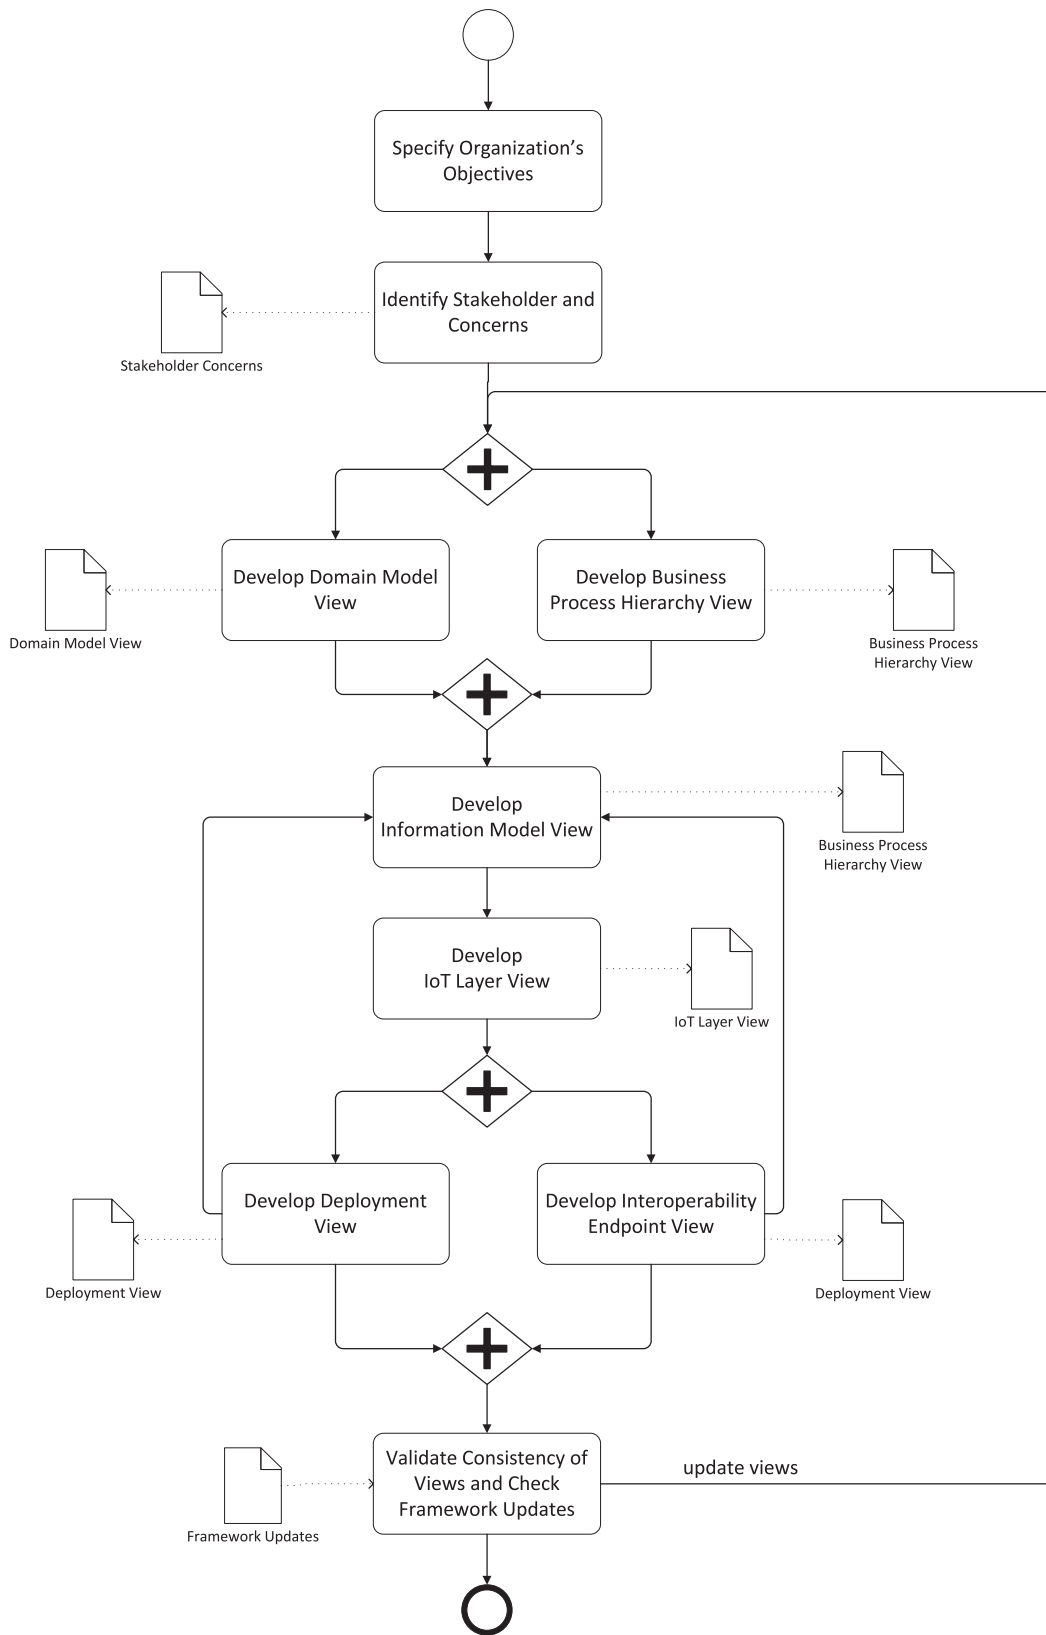 Specify Organization’s
Objectives
Identify Stakeholder and
Concerns
Stakeholder Concerns
Develop Domain Model
View
Develop Business
Process Hierarchy View
Domain Model View
Business Process
Hierarchy View
Develop
Information Model View
Business Process
Hierarchy View
Develop
IoT Layer View
IoT Layer View
Develop Deployment
View
Develop Interoperability
Endpoint View
Deployment View
Deployment View
Validate Consistency of
Views and Check
Framework Updates
update views
Framework Updates